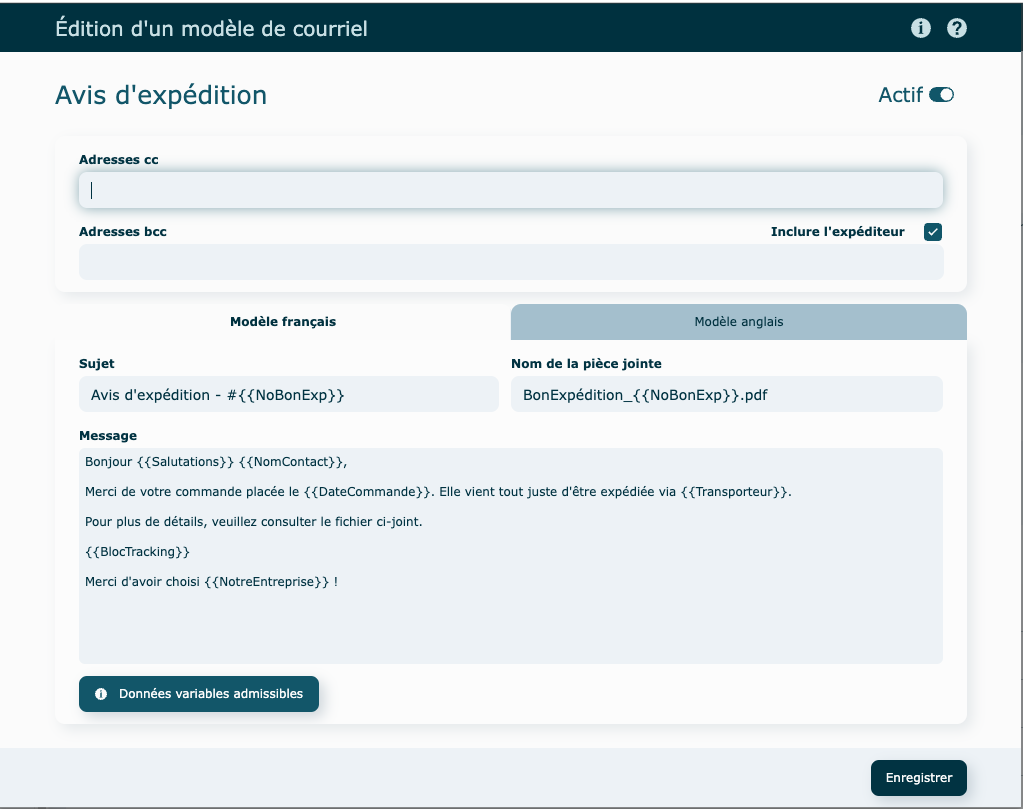 Édition d'un modèle de courriel
Avis d'expédition
Actif
Adresses cc
Adresses bcc
Inclure l'expéditeur
Modèle français
Modèle anglais
Sujet
Nom de la pièce jointe
Avis d'expédition - #{{NoBonExp}}
BonExpédition_{{NoBonExp}}.pdf
Message
Bonjour {{Salutations}} {{NomContact}},
Merci de votre commande placée le {{DateCommande}}. Elle vient tout juste d'être expédiée via {{Transporteur}}.
Pour plus de détails, veuillez consulter le fichier ci-joint.
{{BlocTracking}}
Merci d'avoir choisi {{NotreEntreprise}} !
Données variables admissibles
Enregistrer